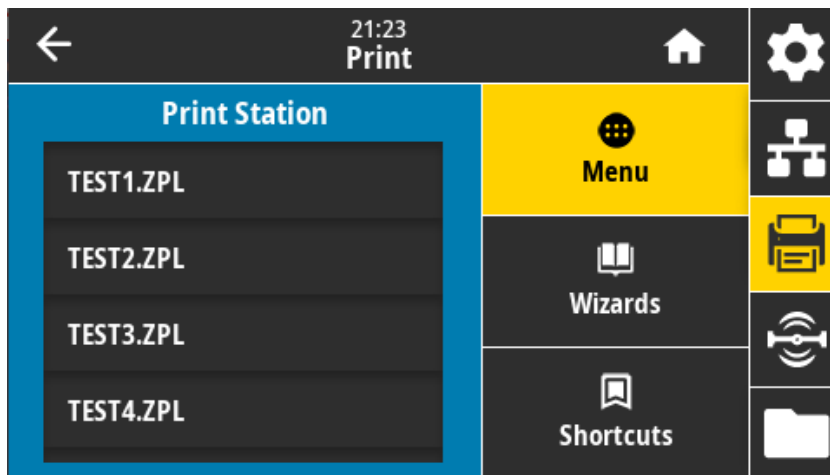 21:23
Print
Print Station
TEST1.ZPL
TEST2.ZPL
TEST3.ZPL
TEST4.ZPL
Menu
Wizards
Shortcuts